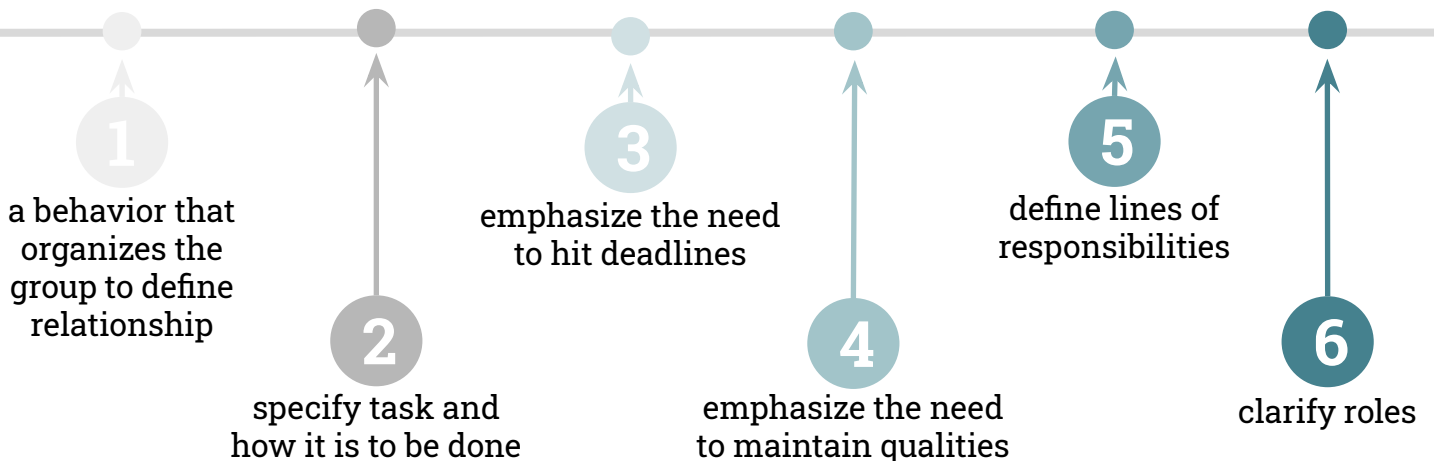 1
a behavior that
organizes the
group to define
relationship
2
specify task and
how it is to be done
3
emphasize the need
to hit deadlines
4
emphasize the need
to maintain qualities
5
define lines of
responsibilities
6
clarify roles